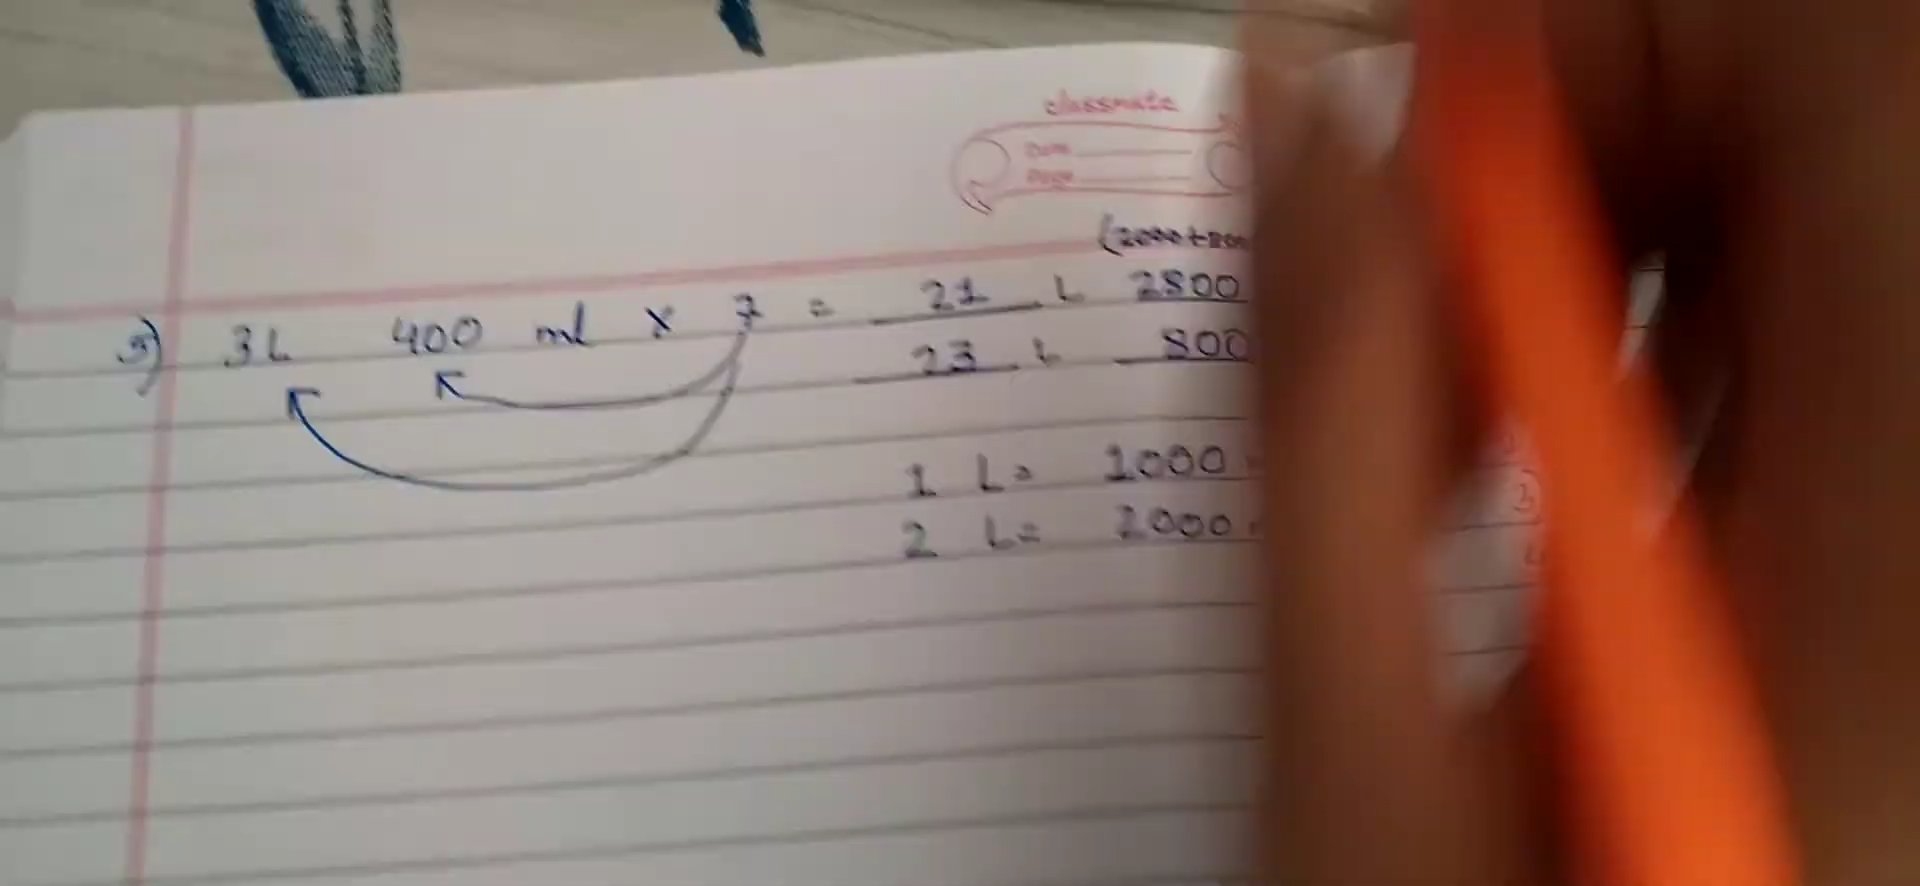 classmate
Date
Page
(2000+800
5) 3L 400 ml x 7 = 21 L 2800
23 L 800
1 L= 1000
2 L= 2000